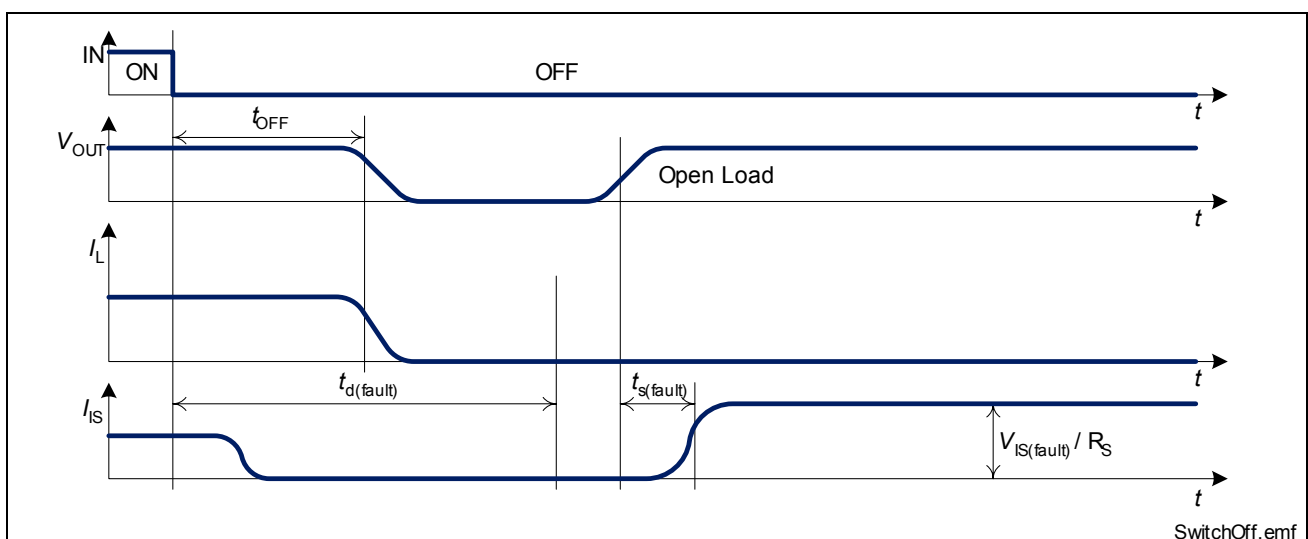 IN
ON
OFF
t
tOFF
VOUT
Open Load
t
IL
t
td(fault)
ts(fault)
IIS
VIS(fault) / RS
t
SwitchOff.emf